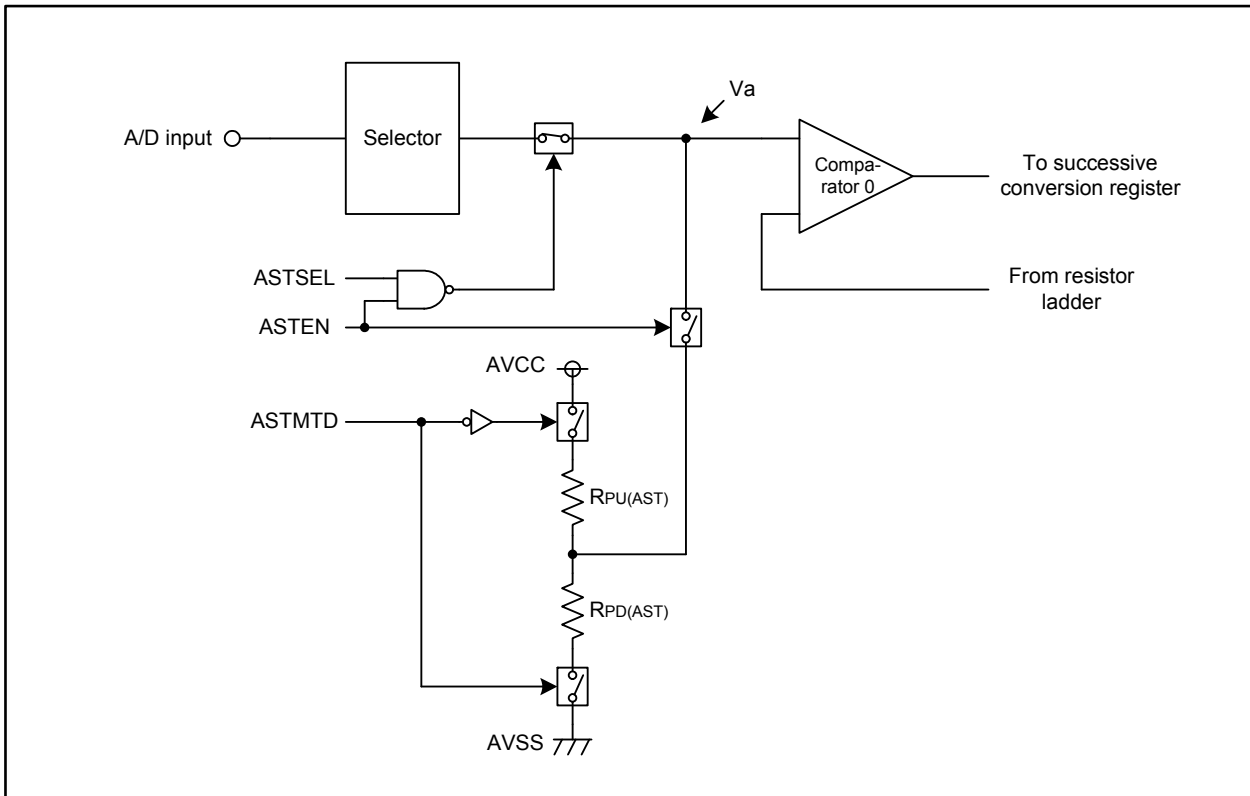 Va
A/D input
Selector
Compa-
rator 0
To successive
conversion register
ASTSEL
ASTEN
From resistor
ladder
AVCC
ASTMTD
RPU(AST)
RPD(AST)
AVSS